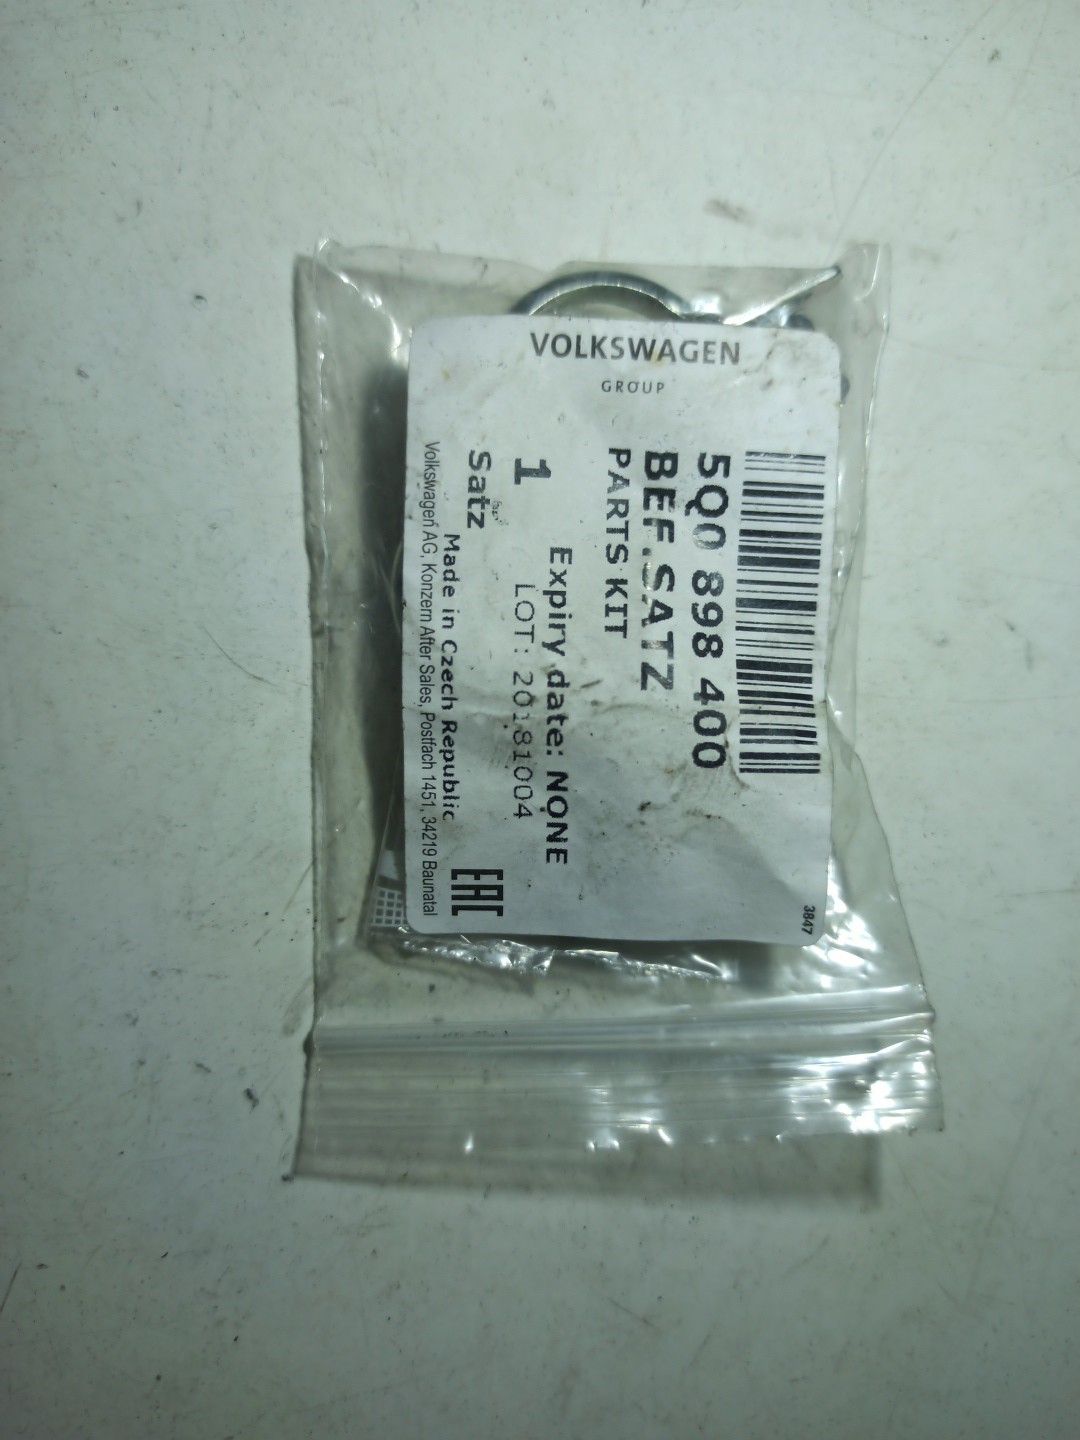 VOLKSWAGEN
GROUP
5Q0 898 400
BEF.SATZ
PARTS KIT
Expiry date: NONE
1
LOT: 20181004
Satz
Made in Czech Republic
Volkswagen AG, Konzern After Sales, Postfach 1451, 34219 Baunatal
EAC
3847